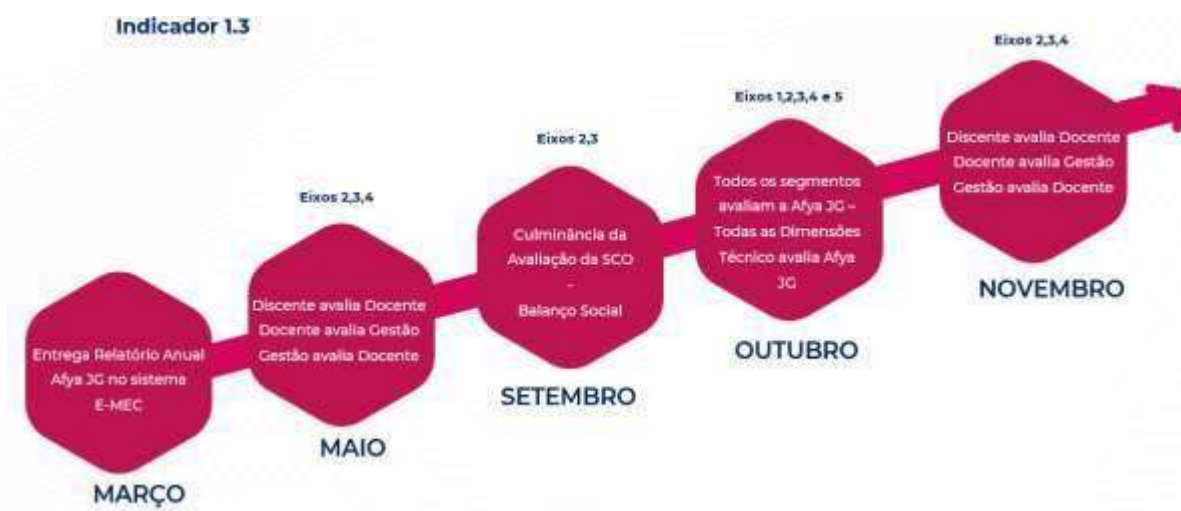 Indicador 1.3
Entrega Relatório Anual
Afya JG no sistema
E-MEC
MARÇO
Eixos 2,3,4
Discente avalia Docente
Docente avalia Gestão
Gestão avalia Docente
MAIO
Eixos 2,3
Culminância da
Avaliação da SCO
-
Balanço Social
SETEMBRO
Eixos 1,2,3,4 e 5
Todos os segmentos
avaliam a Afya JG –
Todas as Dimensões
Técnico avalia Afya
JG
OUTUBRO
Eixos 2,3,4
Discente avalia Docente
Docente avalia Gestão
Gestão avalia Docente
NOVEMBRO